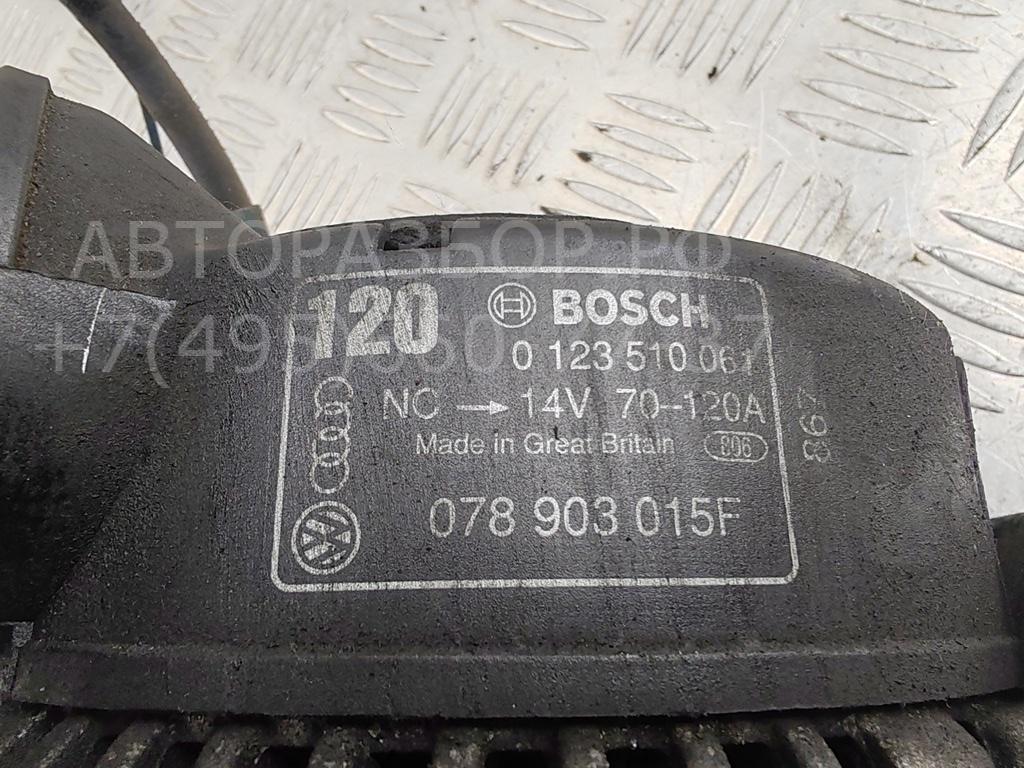 АВТОРАЗБОР.РФ
120 BOSCH
0 123 510 061
NC → 14V 70-120A
Made in Great Britain 806
078 903 015F
867